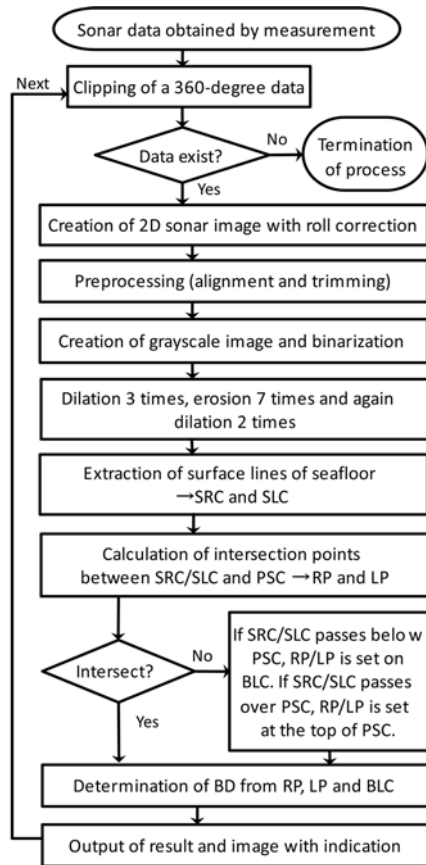 Sonar data obtained by measurement
Next
Clipping of a 360-degree data
Data exist?
No
Termination
of process
Yes
Creation of 2D sonar image with roll correction
Preprocessing (alignment and trimming)
Creation of grayscale image and binarization
Dilation 3 times, erosion 7 times and again
dilation 2 times
Extraction of surface lines of seafloor
→SRC and SLC
Calculation of intersection points
between SRC/SLC and PSC →RP and LP
Intersect?
No
If SRC/SLC passes below
PSC, RP/LP is set on
BLC. If SRC/SLC passes
over PSC, RP/LP is set
at the top of PSC.
Yes
Determination of BD from RP, LP and BLC
Output of result and image with indication